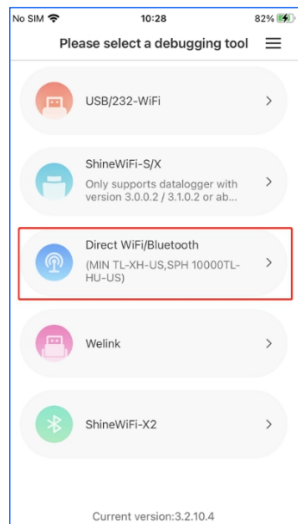 No SIM 10:28 82%
Please select a debugging tool
USB/232-WiFi
ShineWiFi-S/X
Only supports datalogger with
version 3.0.0.2 / 3.1.0.2 or ab...
Direct WiFi/Bluetooth
(MIN TL-XH-US,SPH 10000TL-
HU-US)
Welink
ShineWiFi-X2
Current version:3.2.10.4